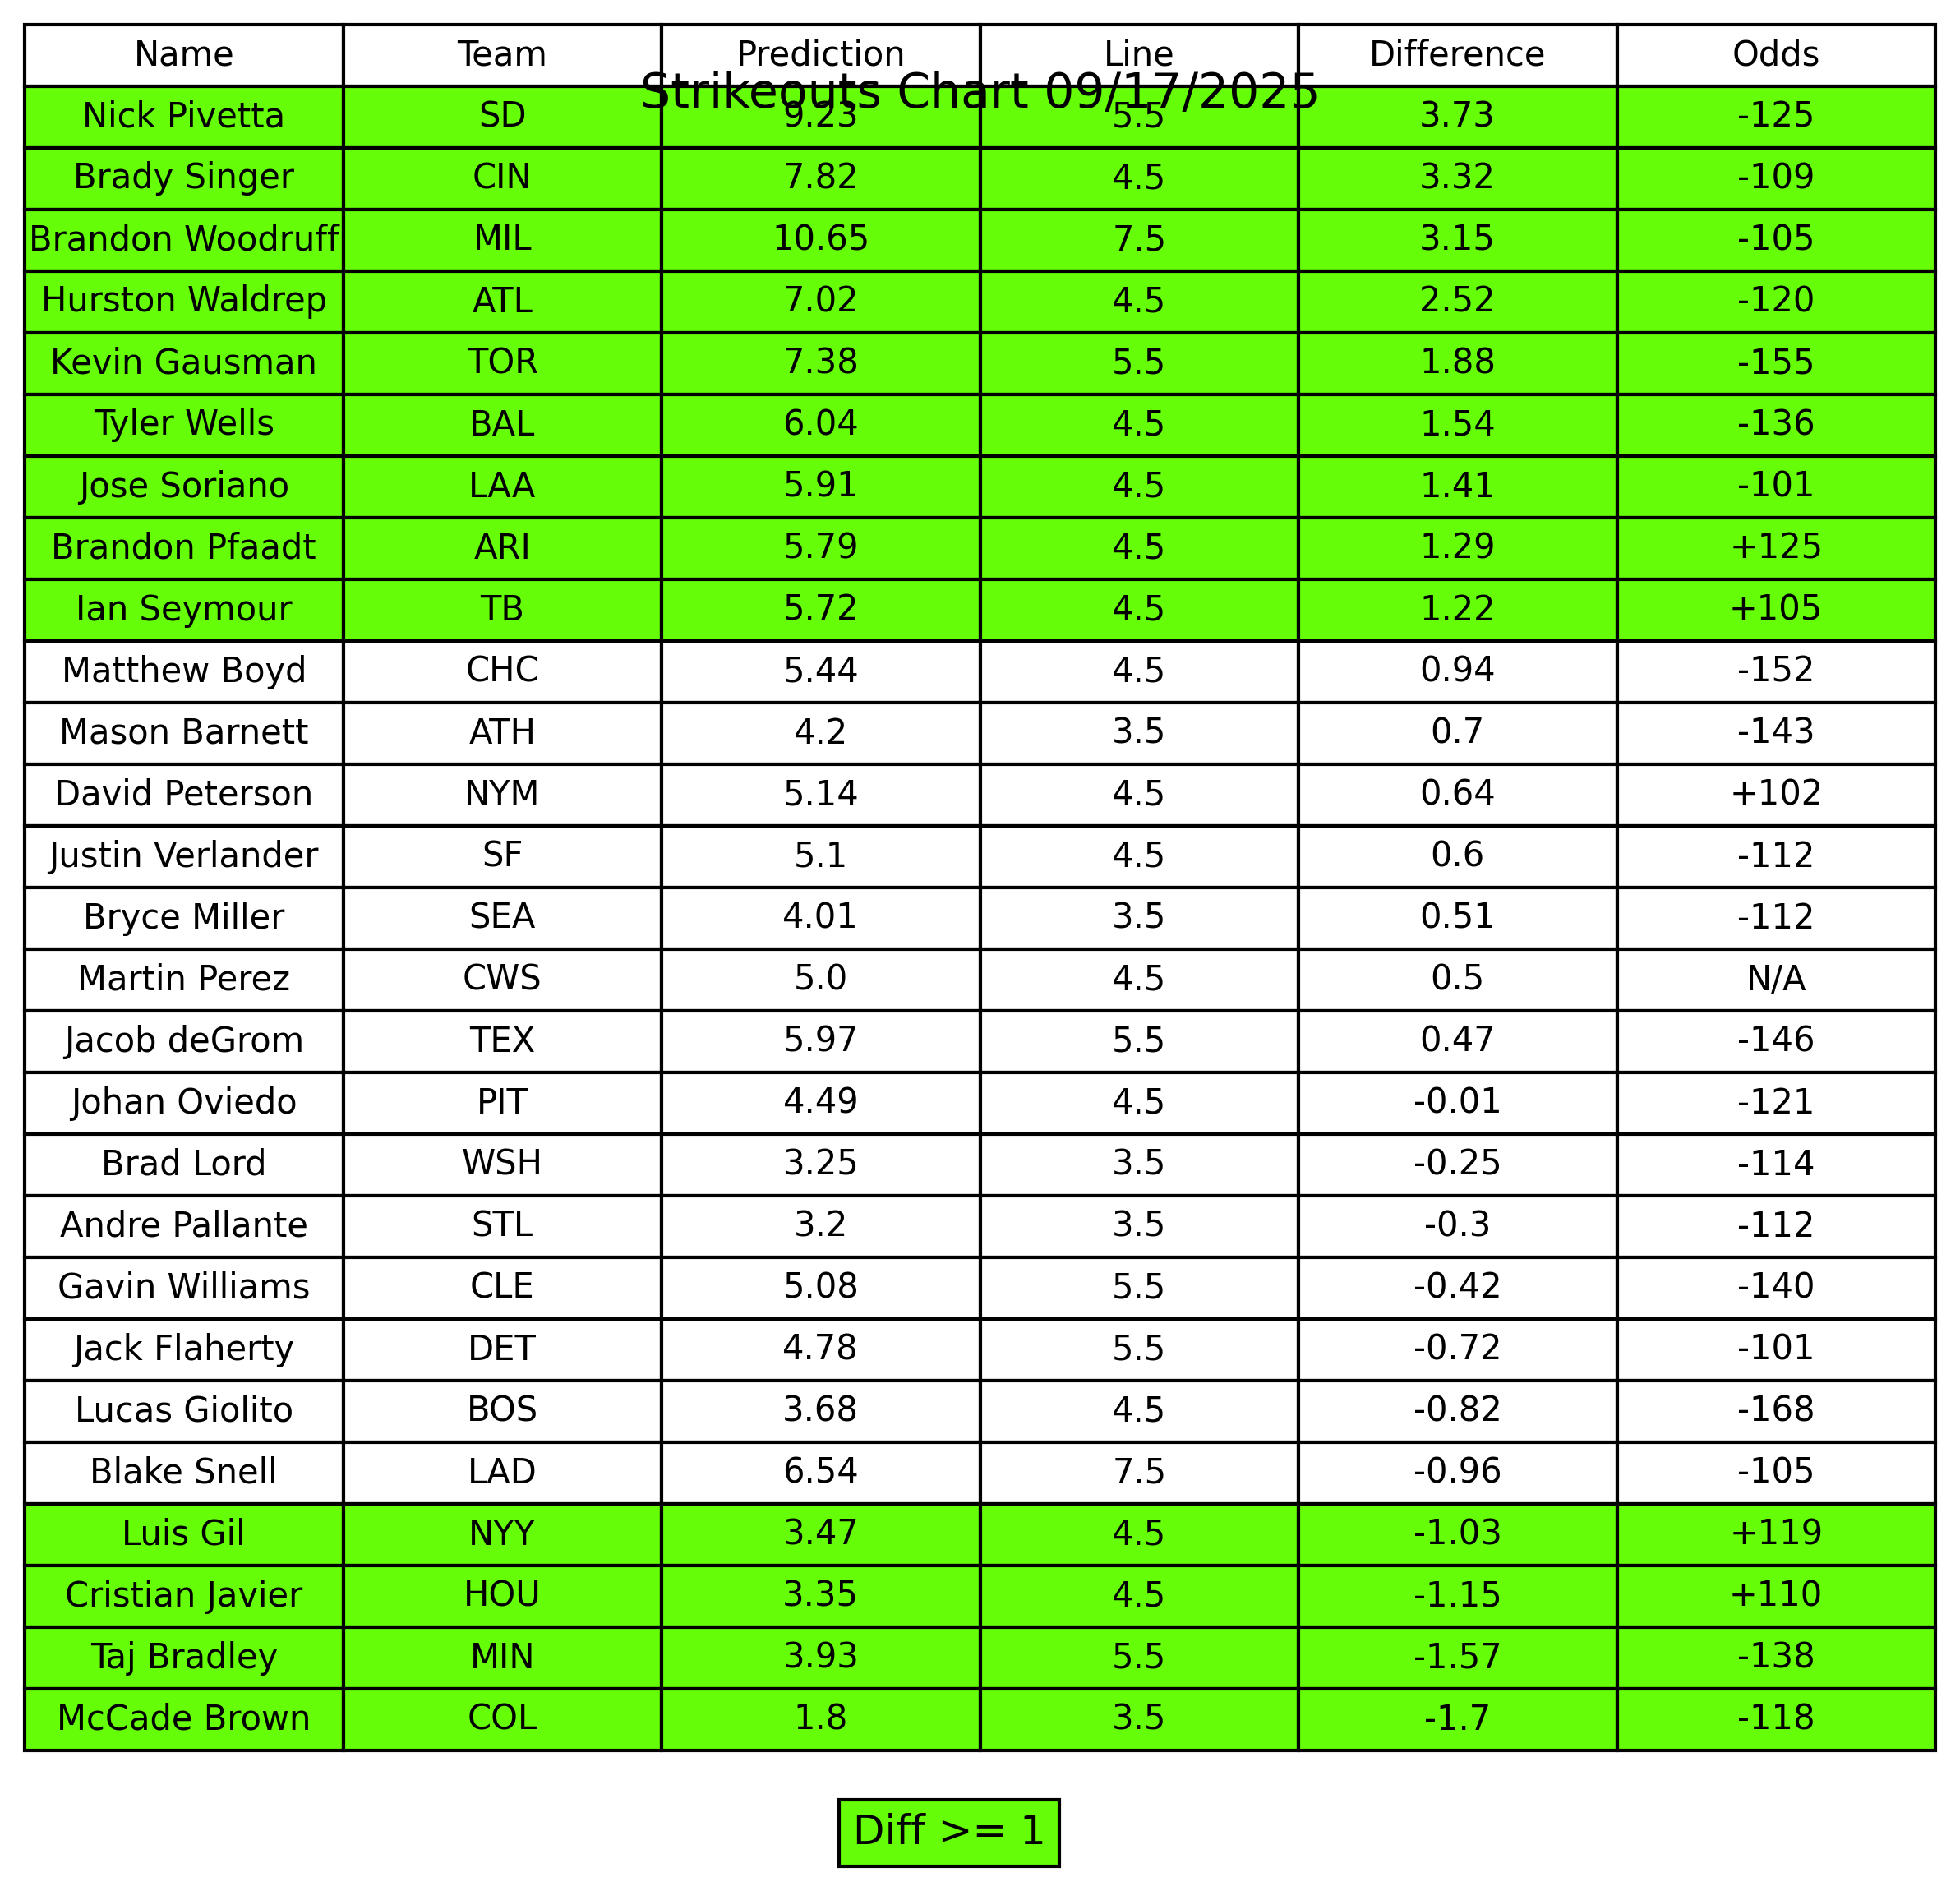 Name Team Prediction Line Difference Odds
Strikeouts Chart 09/17/2025
Nick Pivetta SD 9.23 5.5 3.73 -125
Brady Singer CIN 7.82 4.5 3.32 -109
Brandon Woodruff MIL 10.65 7.5 3.15 -105
Hurston Waldrep ATL 7.02 4.5 2.52 -120
Kevin Gausman TOR 7.38 5.5 1.88 -155
Tyler Wells BAL 6.04 4.5 1.54 -136
Jose Soriano LAA 5.91 4.5 1.41 -101
Brandon Pfaadt ARI 5.79 4.5 1.29 +125
Ian Seymour TB 5.72 4.5 1.22 +105
Matthew Boyd CHC 5.44 4.5 0.94 -152
Mason Barnett ATH 4.2 3.5 0.7 -143
David Peterson NYM 5.14 4.5 0.64 +102
Justin Verlander SF 5.1 4.5 0.6 -112
Bryce Miller SEA 4.01 3.5 0.51 -112
Martin Perez CWS 5.0 4.5 0.5 N/A
Jacob deGrom TEX 5.97 5.5 0.47 -146
Johan Oviedo PIT 4.49 4.5 -0.01 -121
Brad Lord WSH 3.25 3.5 -0.25 -114
Andre Pallante STL 3.2 3.5 -0.3 -112
Gavin Williams CLE 5.08 5.5 -0.42 -140
Jack Flaherty DET 4.78 5.5 -0.72 -101
Lucas Giolito BOS 3.68 4.5 -0.82 -168
Blake Snell LAD 6.54 7.5 -0.96 -105
Luis Gil NYY 3.47 4.5 -1.03 +119
Cristian Javier HOU 3.35 4.5 -1.15 +110
Taj Bradley MIN 3.93 5.5 -1.57 -138
McCade Brown COL 1.8 3.5 -1.7 -118
Diff >= 1